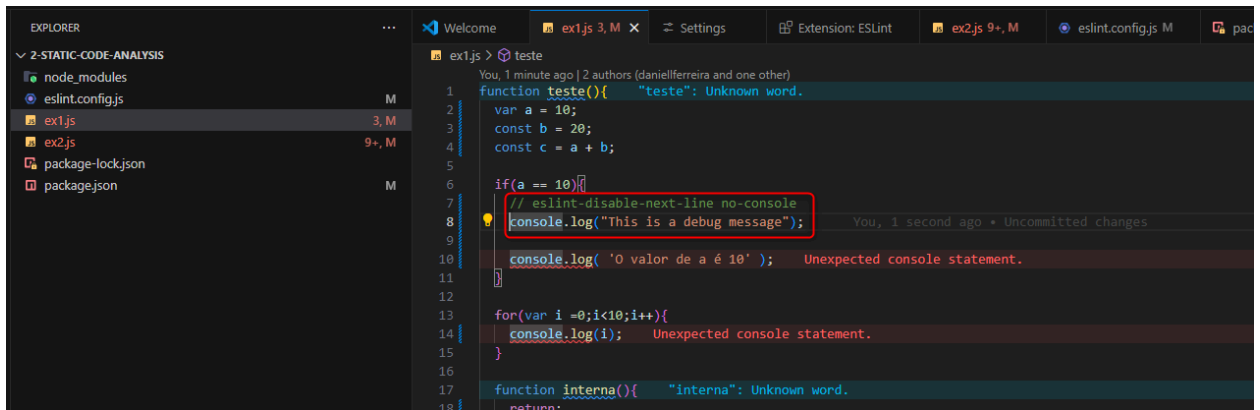 EXPLORER ...
2-STATIC-CODE-ANALYSIS
node_modules
eslint.config.js M
ex1.js 3, M
ex2.js 9+, M
package-lock.json
package.json M
Welcome ex1.js 3, M Settings Extension: ESLint ex2.js 9+, M eslint.config.js M
ex1.js > teste
You, 1 minute ago | 2 authors (daniellferreira and one other)
1 function teste(){ "teste": Unknown word.
2 var a = 10;
3 const b = 20;
4 const c = a + b;
5
6 if(a == 10){
7 // eslint-disable-next-line no-console
8 console.log("This is a debug message"); You, 1 second ago • Uncommitted changes
9
10 console.log( 'O valor de a é 10' ); Unexpected console statement.
11 }
12
13 for(var i =0;i<10;i++){
14 console.log(i); Unexpected console statement.
15 }
16
17 function interna(){ "interna": Unknown word.
18 return;